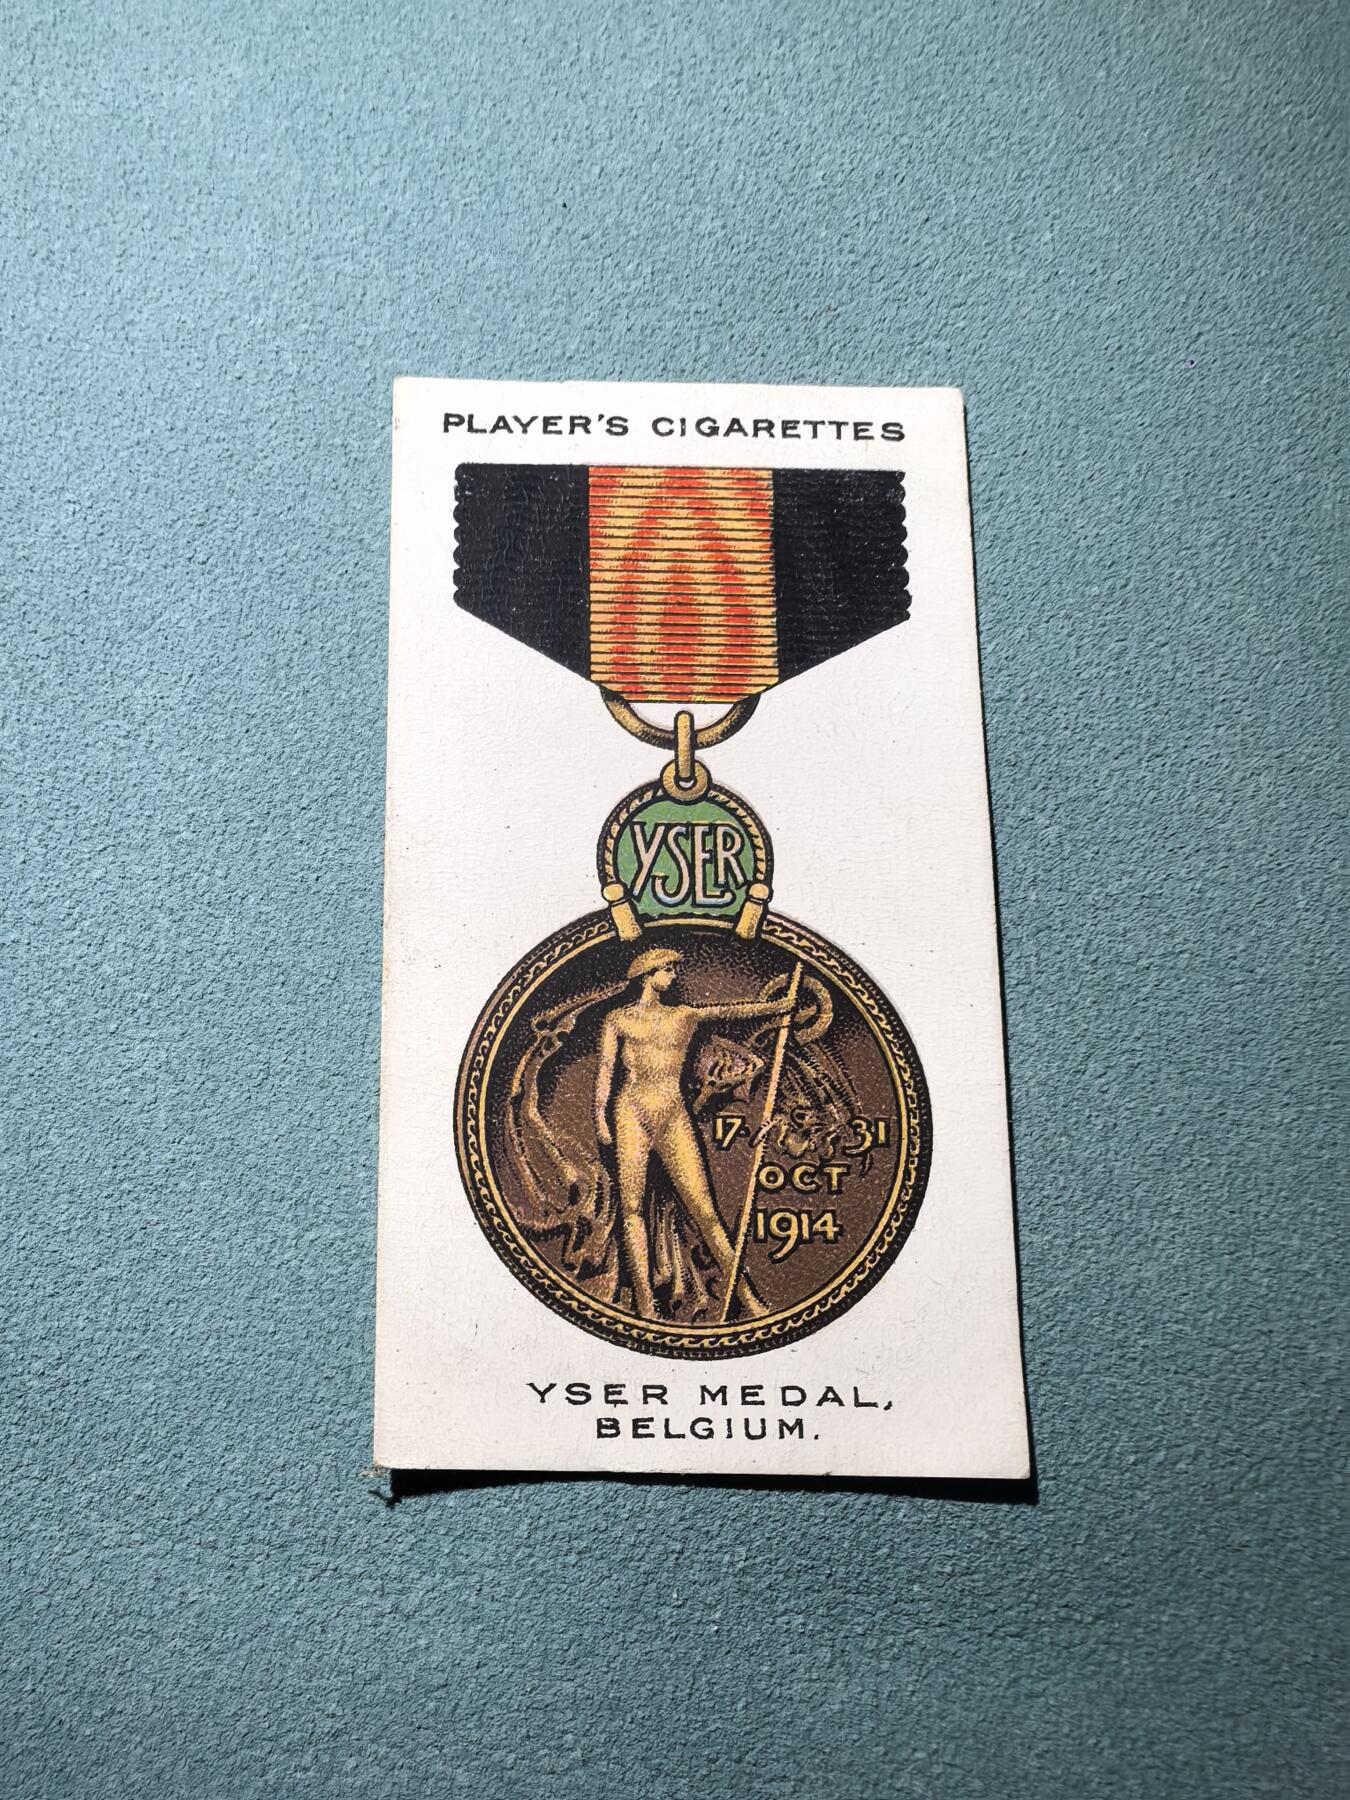 PLAYER'S CIGARETTES
YSER
17. 31
OCT
1914
YSER MEDAL,
BELGIUM.